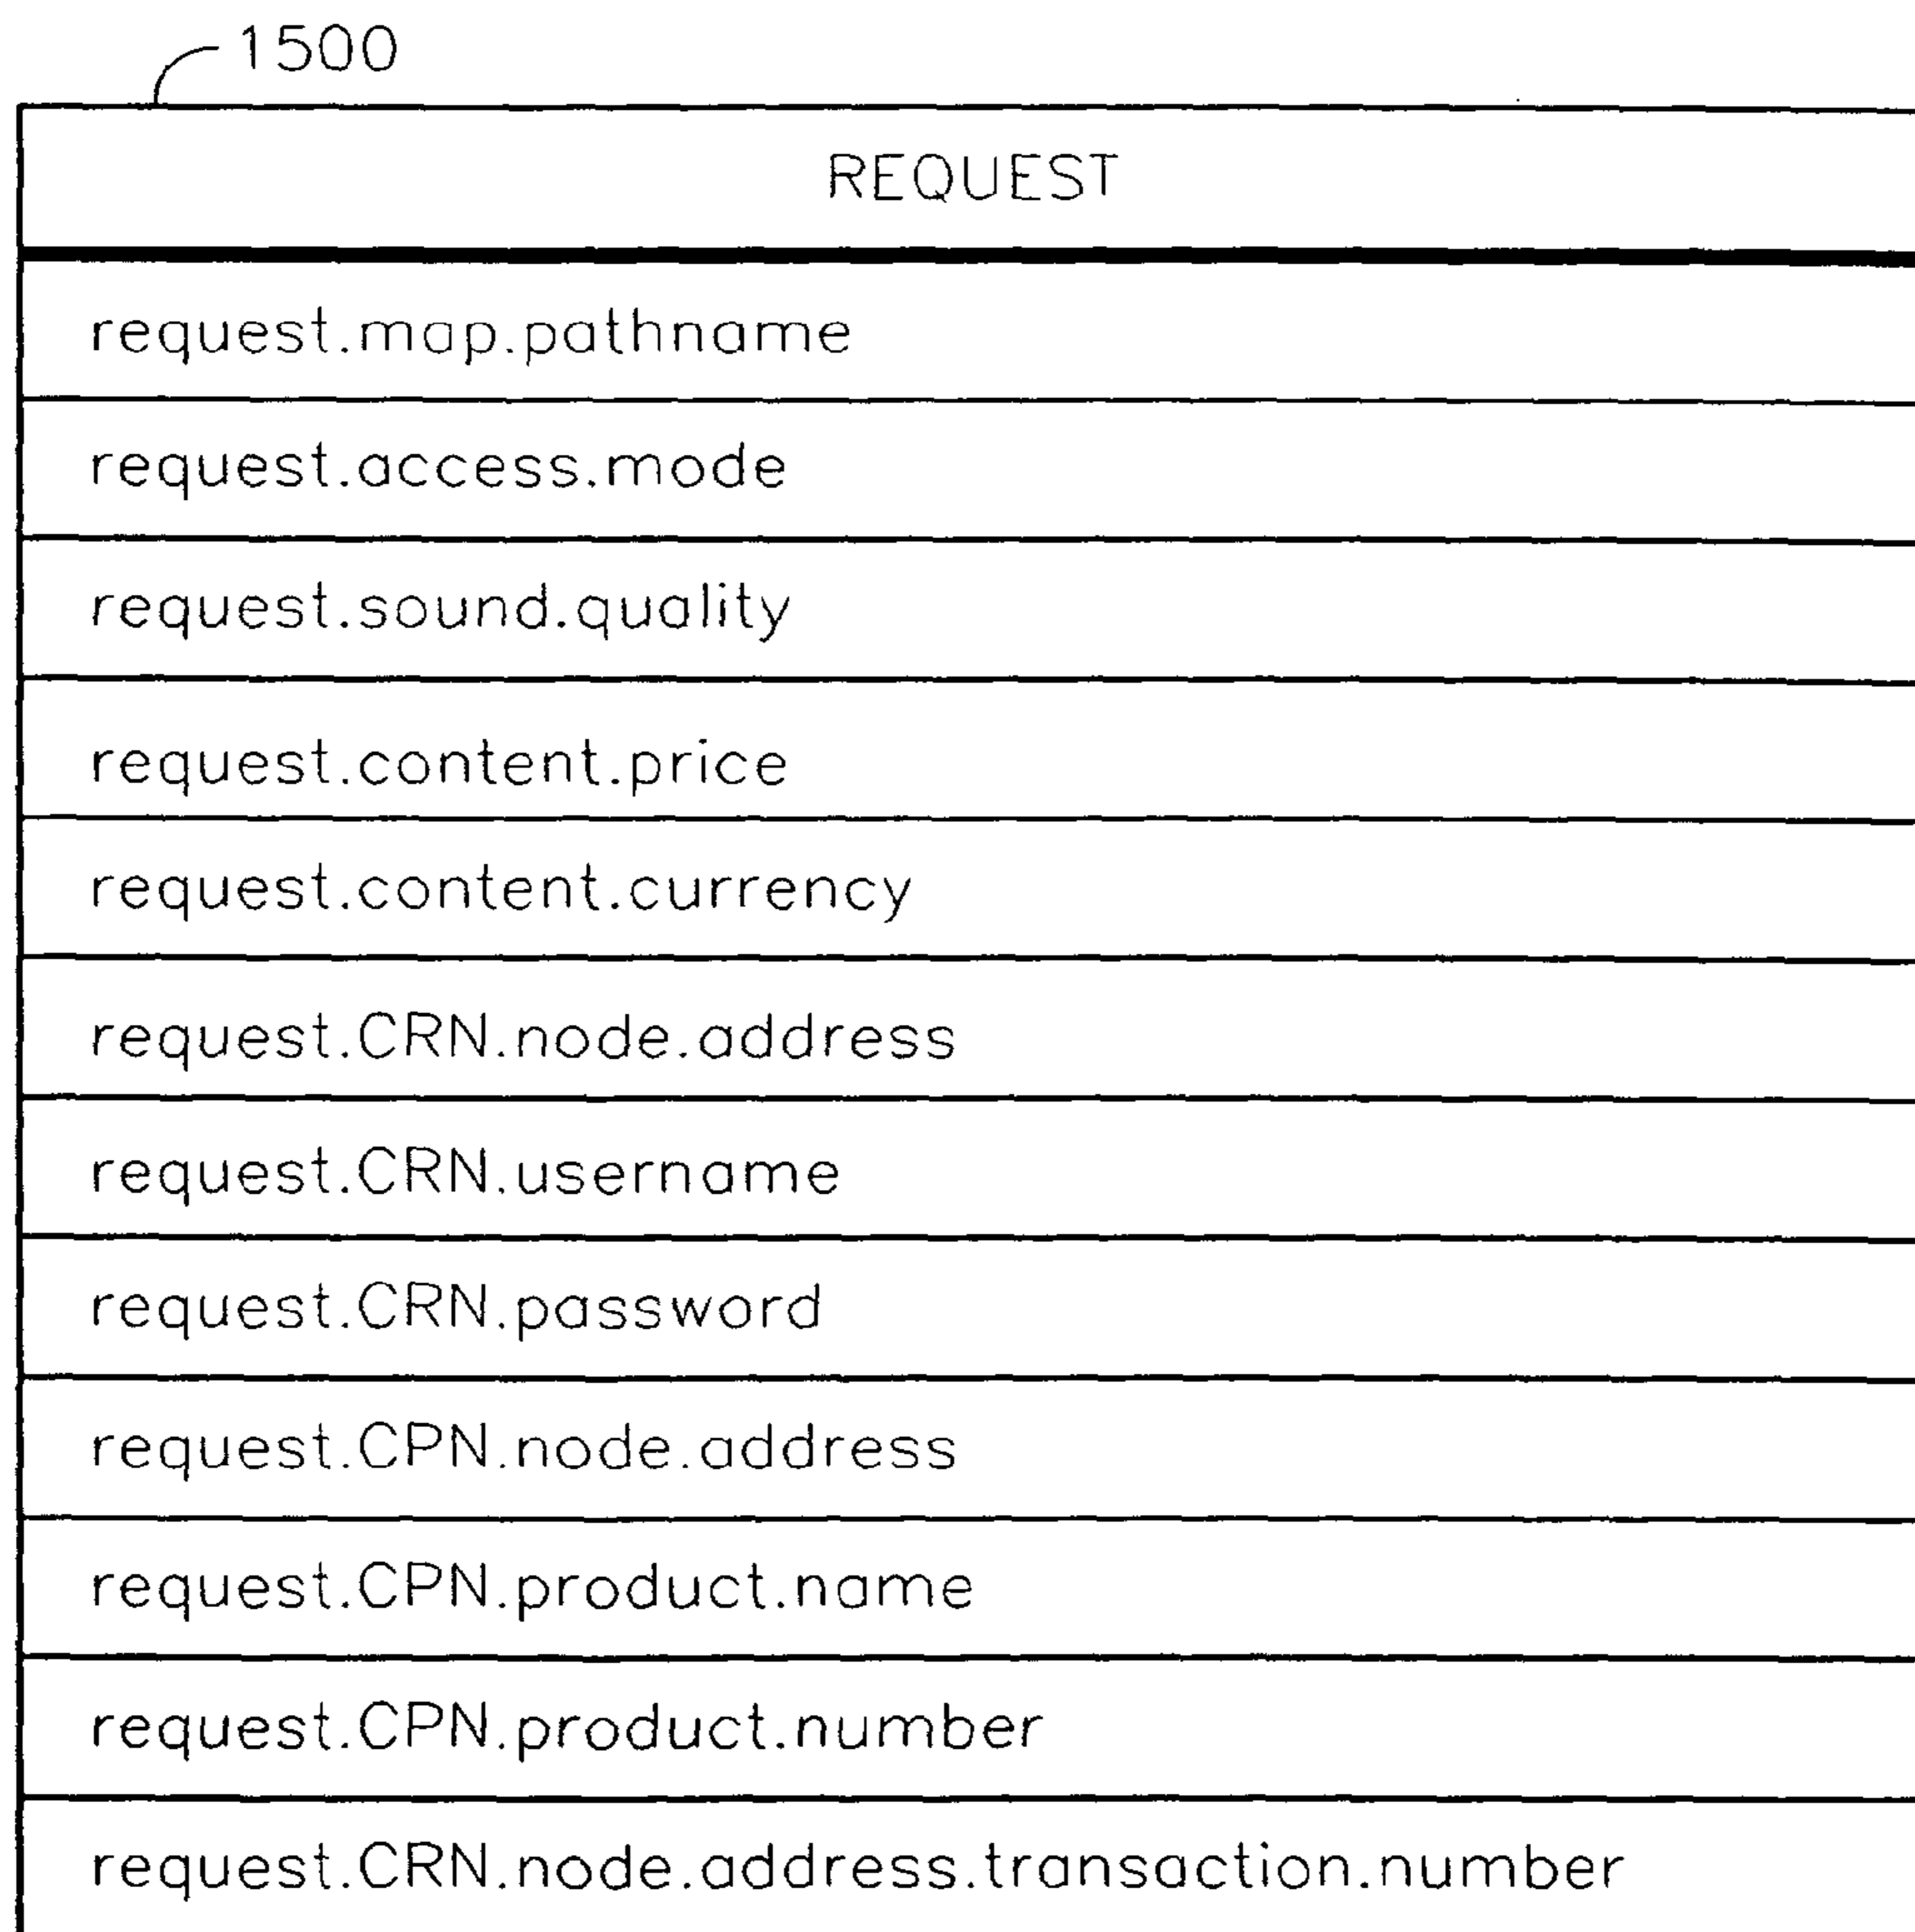 1500
REQUEST
request.map.pathname
request.access.mode
request.sound.quality
request.content.price
request.content.currency
request.CRN.node.address
request.CRN.username
request.CRN.password
request.CPN.node.address
request.CPN.product.name
request.CPN.product.number
request.CRN.node.address.transaction.number